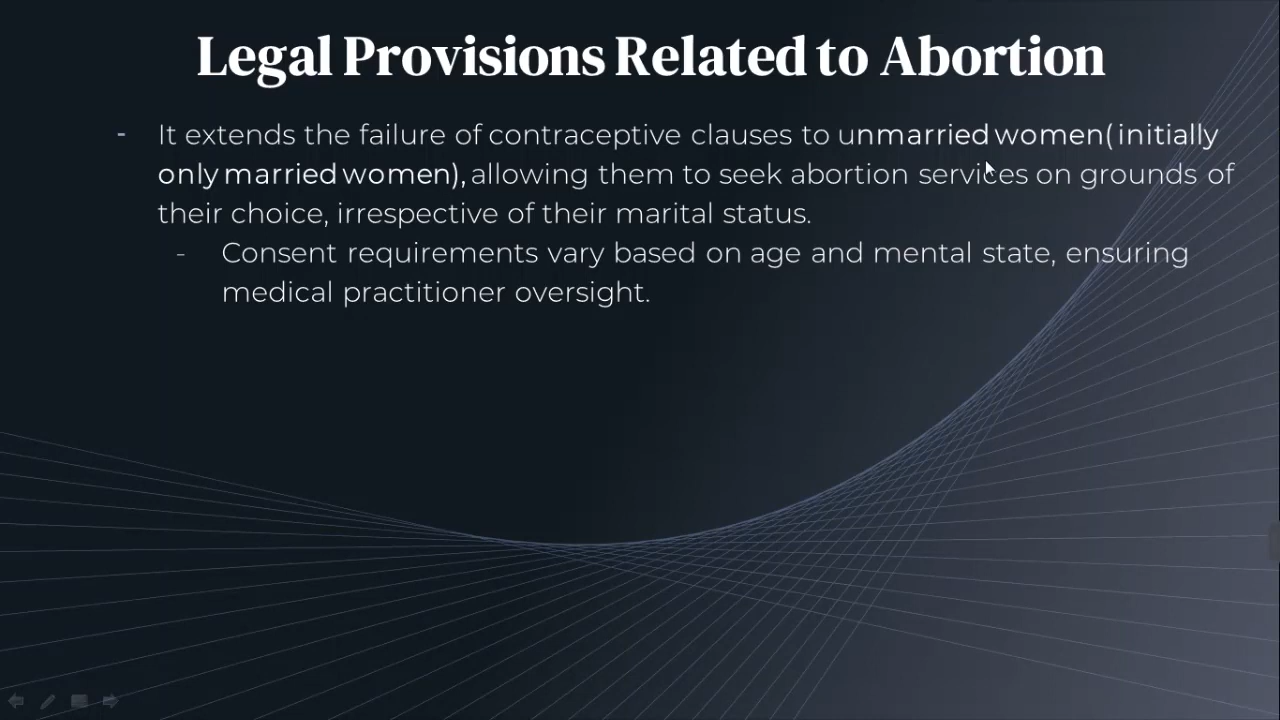 Legal Provisions Related to Abortion
- It extends the failure of contraceptive clauses to unmarried women(initially
only married women), allowing them to seek abortion services on grounds of
their choice, irrespective of their marital status.
- Consent requirements vary based on age and mental state, ensuring
medical practitioner oversight.